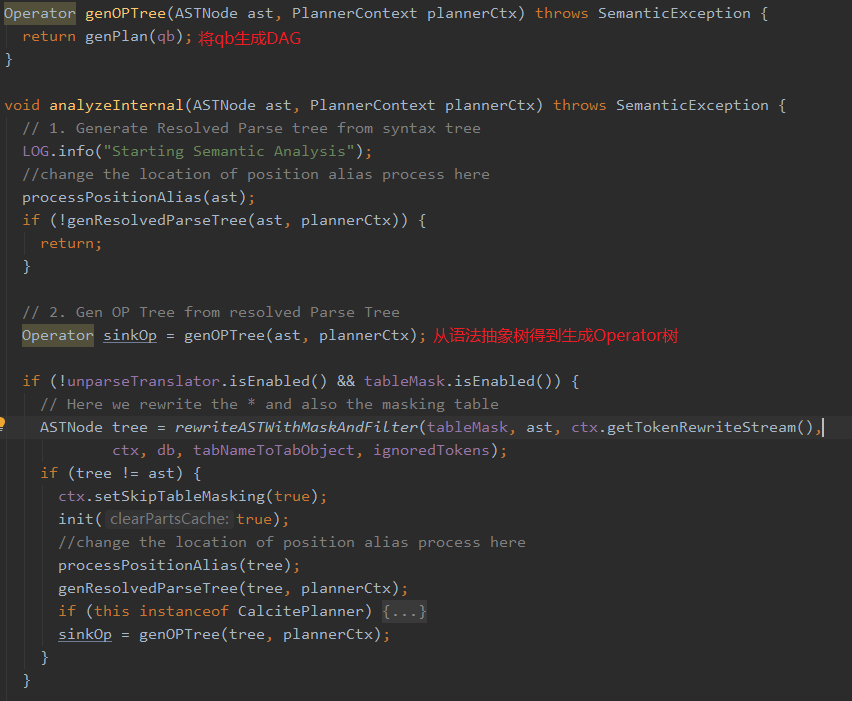 Operator genOPTree(ASTNode ast, PlannerContext plannerCtx) throws SemanticException {
return genPlan(qb); 将qb生成DAG
}
void analyzeInternal(ASTNode ast, PlannerContext plannerCtx) throws SemanticException {
// 1. Generate Resolved Parse tree from syntax tree
LOG.info("Starting Semantic Analysis");
//change the location of position alias process here
processPositionAlias(ast);
if (!genResolvedParseTree(ast, plannerCtx)) {
return;
}
// 2. Gen OP Tree from resolved Parse Tree
Operator sinkOp = genOPTree(ast, plannerCtx); 从语法抽象树得到生成Operator树
if (!unparseTranslator.isEnabled() && tableMask.isEnabled()) {
// Here we rewrite the * and also the masking table
ASTNode tree = rewriteASTWithMaskAndFilter(tableMask, ast, ctx.getTokenRewriteStream(),
ctx, db, tabNameToTabObject, ignoredTokens);
if (tree != ast) {
ctx.setSkipTableMasking(true);
init( clearPartsCache: true);
//change the location of position alias process here
processPositionAlias(tree);
genResolvedParseTree(tree, plannerCtx);
if (this instanceof CalcitePlanner) {...}
sinkOp = genOPTree(tree, plannerCtx);
}
}